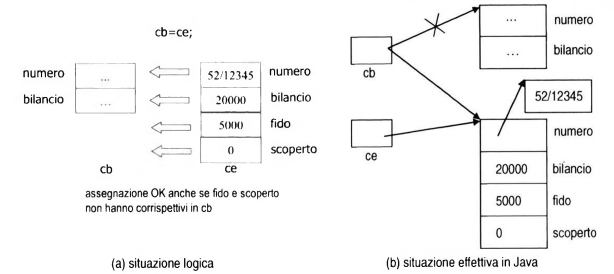 cb=ce;
numero ... 52/12345 numero
bilancio ... 20000 bilancio
5000 fido
0 scoperto
cb ce
assegnazione OK anche se fido e scoperto
non hanno corrispettivi in cb
(a) situazione logica
... numero
... bilancio
cb
52/12345
ce
numero
20000 bilancio
5000 fido
0 scoperto
(b) situazione effettiva in Java